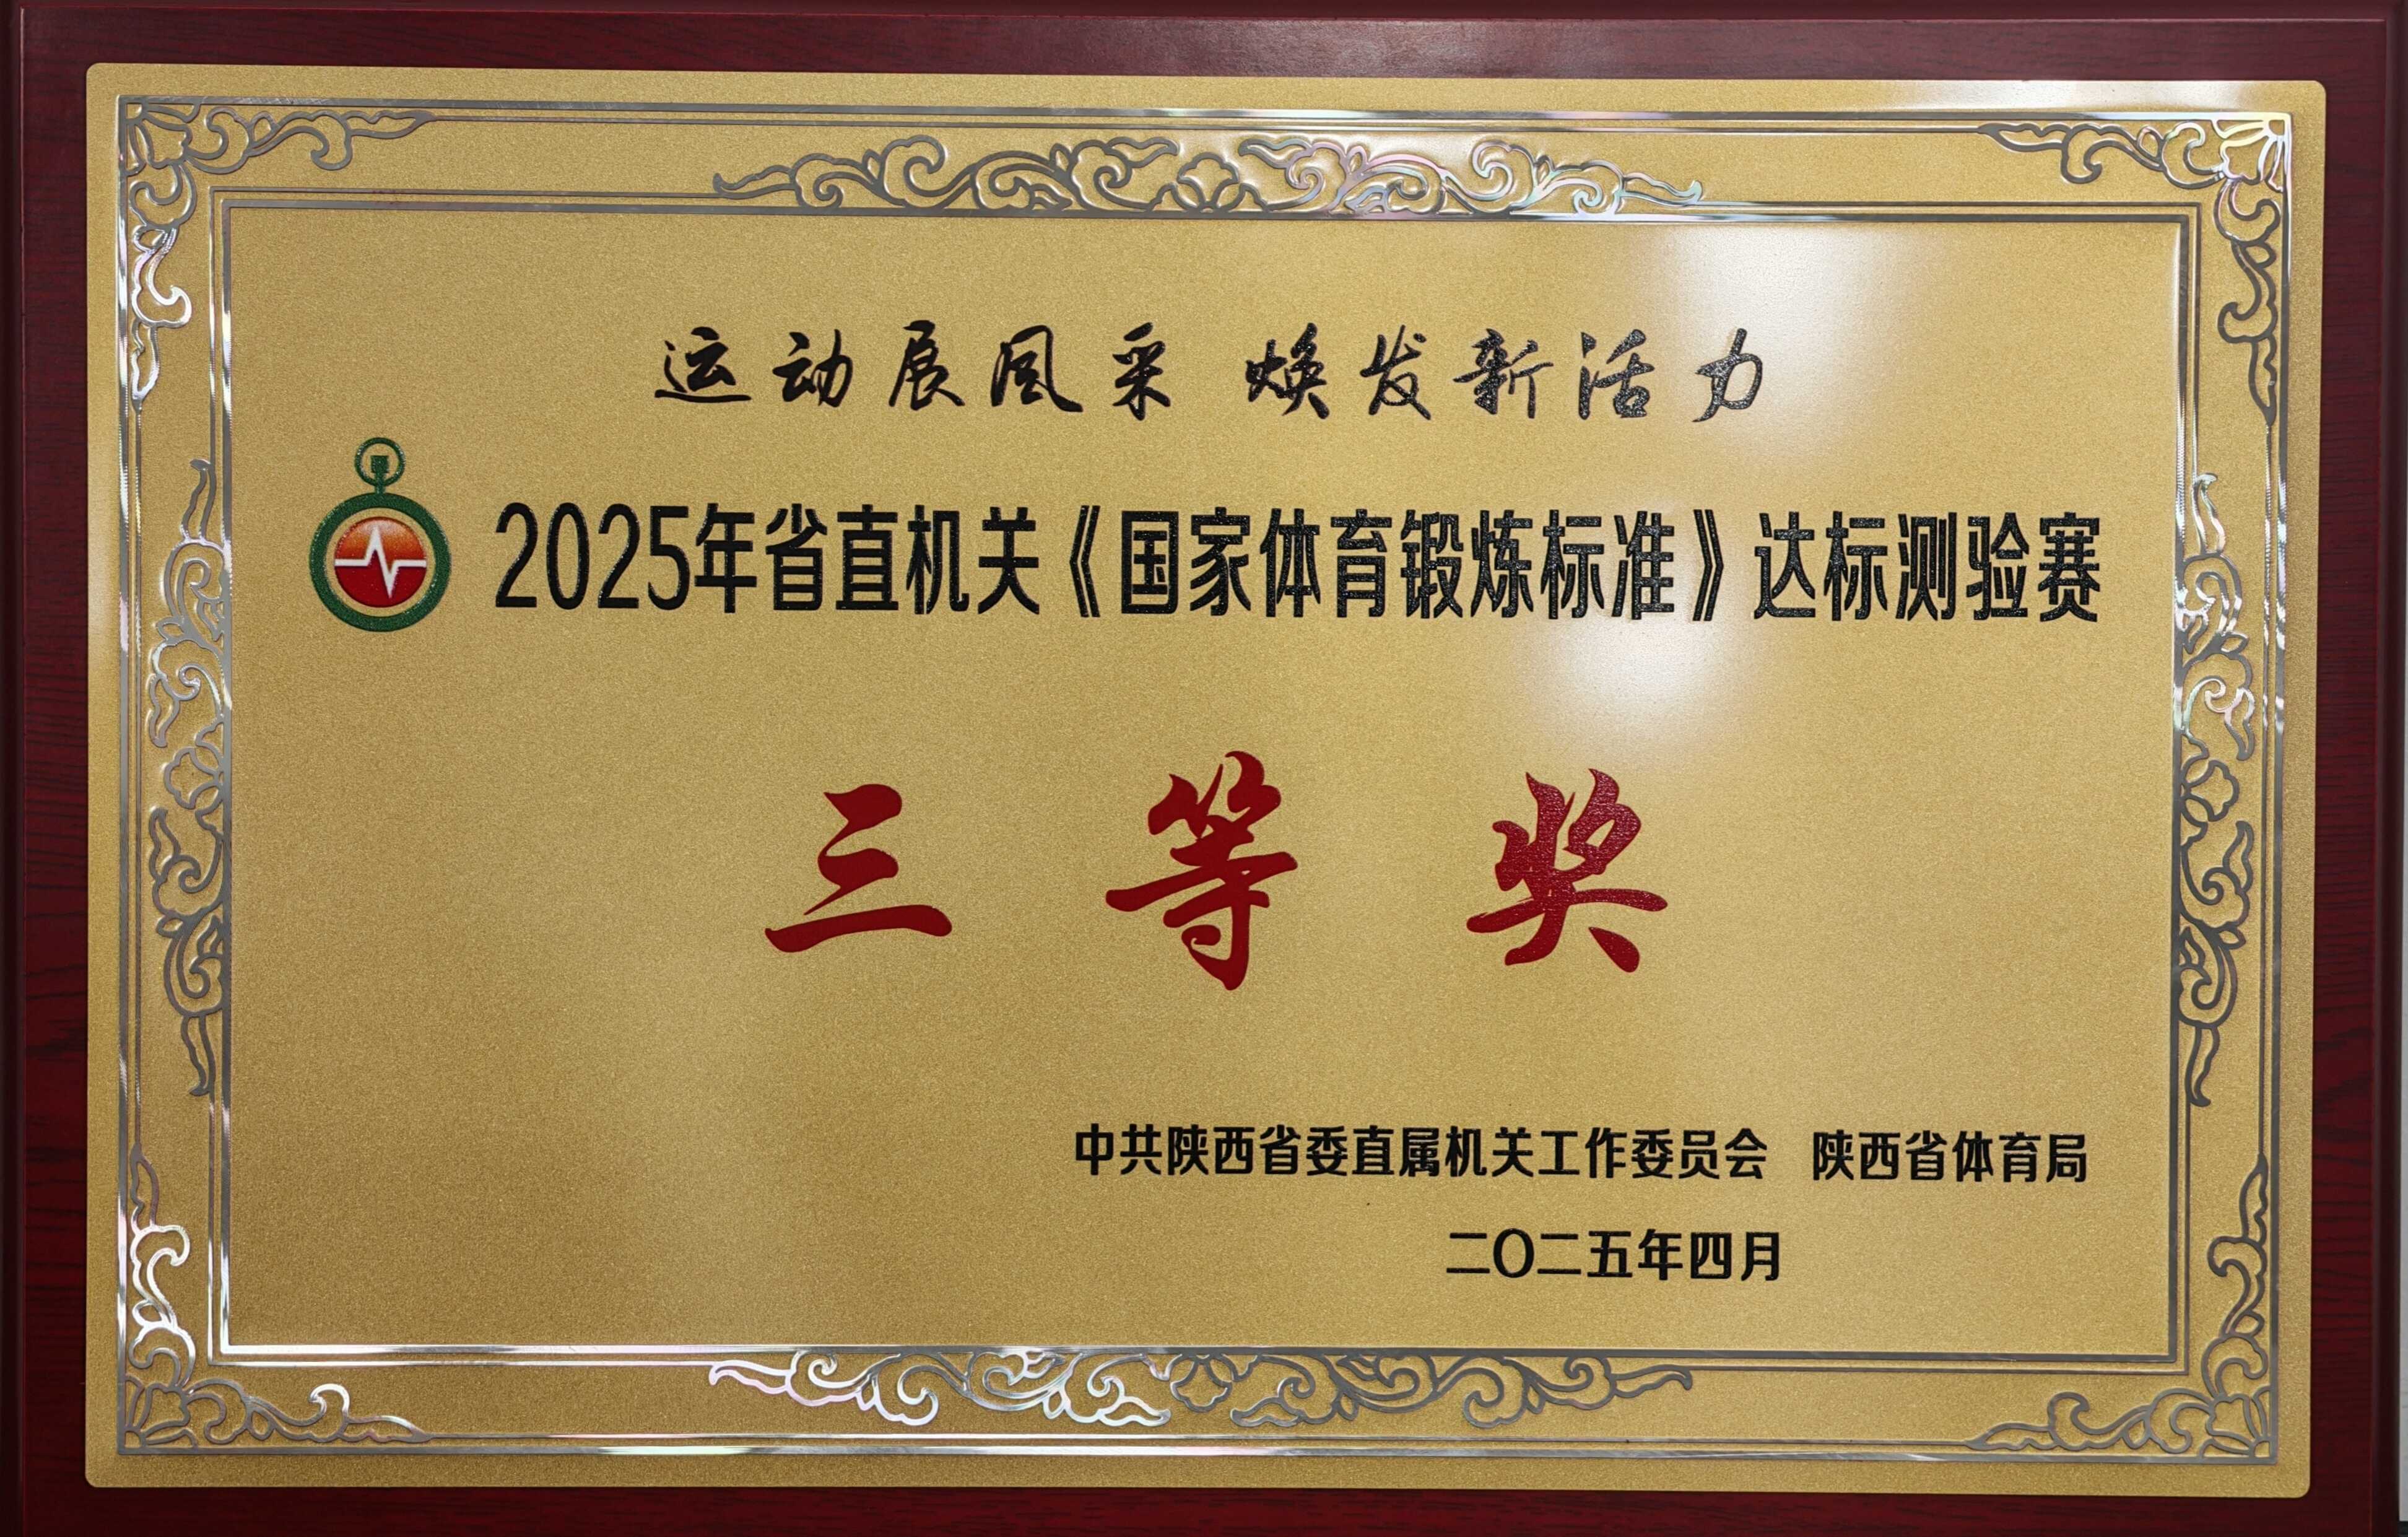 运动展风采 焕发新活力
2025年省直机关《国家体育锻炼标准》达标测验赛
三等奖
中共陕西省委直属机关工作委员会 陕西省体育局
二〇二五年四月